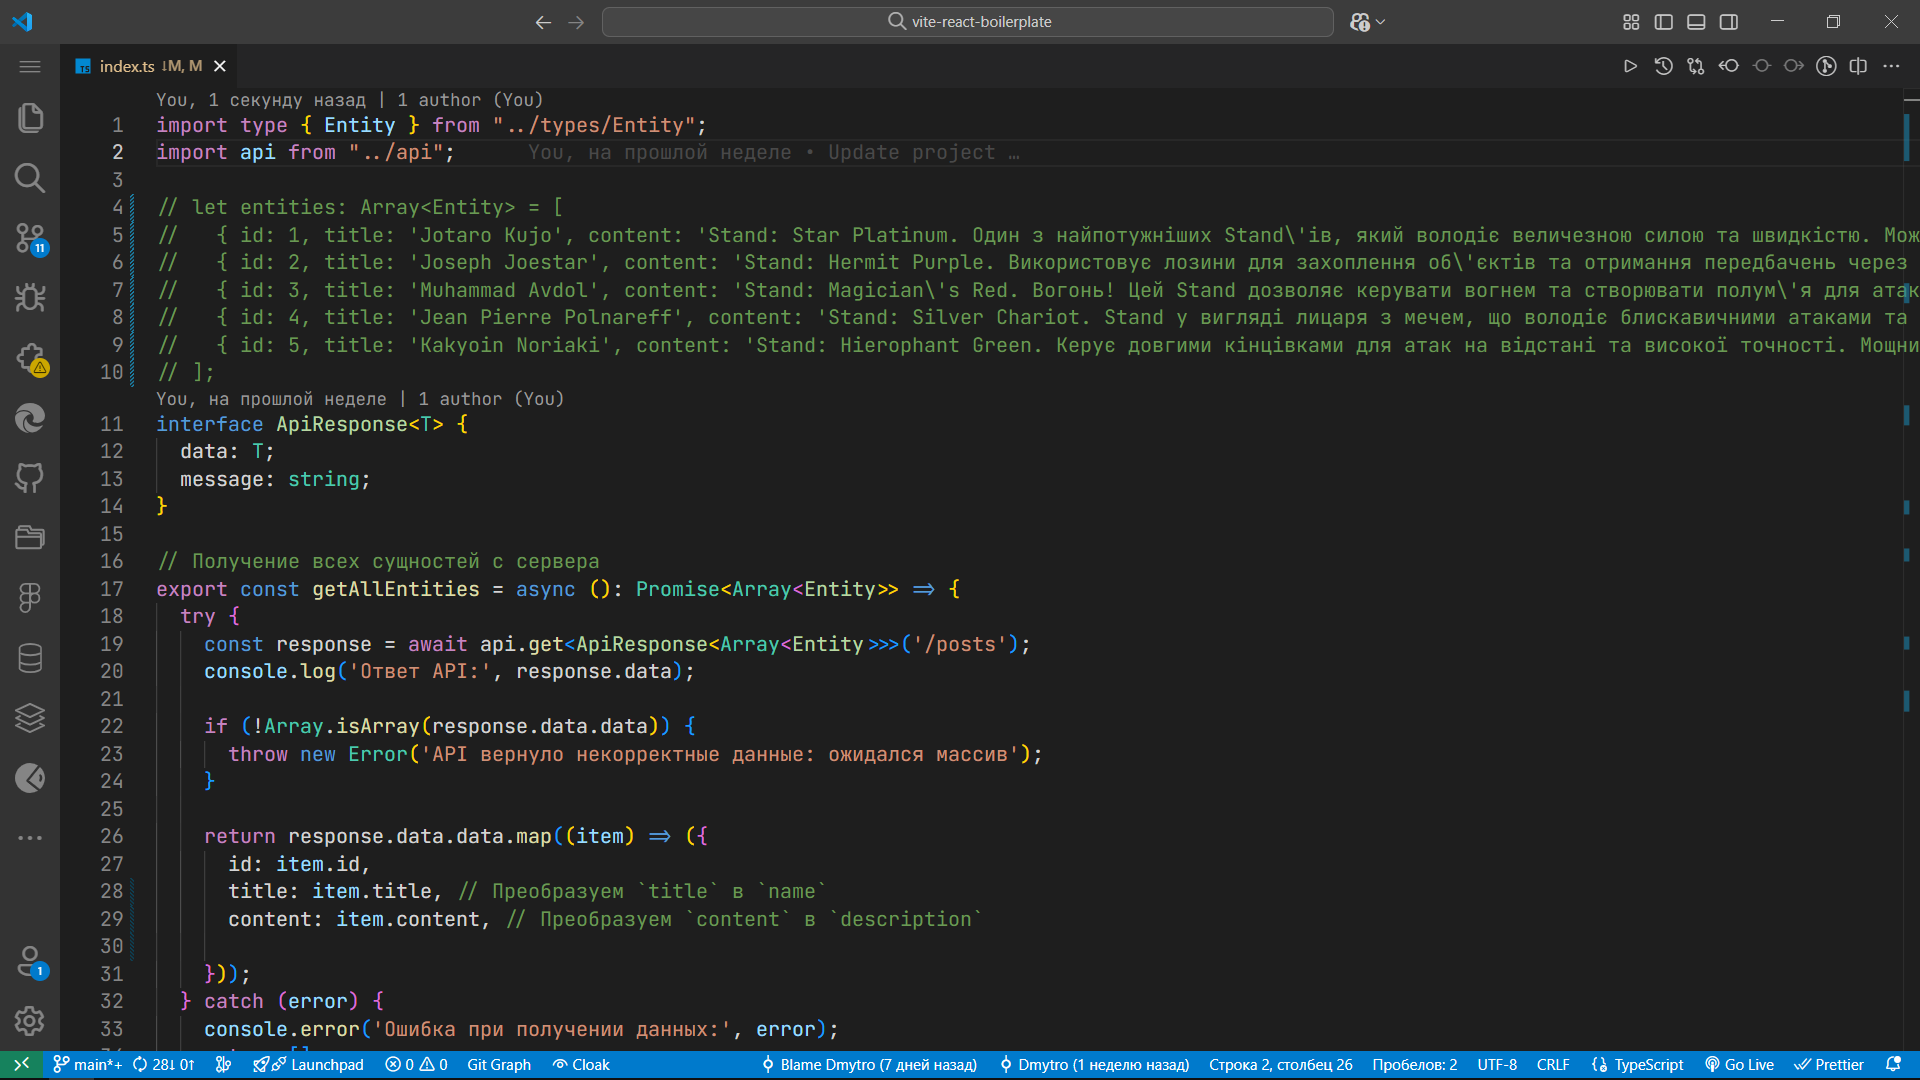 vite-react-boilerplate
TS index.ts ↓M, M
You, 1 секунду назад | 1 author (You)
1 import type { Entity } from "../types/Entity";
2 import api from "../api"; You, на прошлой неделе • Update project …
3
4 // let entities: Array<Entity> = [
5 //   { id: 1, title: 'Jotaro Kujo', content: 'Stand: Star Platinum. Один з найпотужніших Stand\'ів, який володіє величезною силою та швидкістю. Мож
6 //   { id: 2, title: 'Joseph Joestar', content: 'Stand: Hermit Purple. Використовує лозини для захоплення об\'єктів та отримання передбачень через
7 //   { id: 3, title: 'Muhammad Avdol', content: 'Stand: Magician\'s Red. Вогонь! Цей Stand дозволяє керувати вогнем та створювати полум\'я для атак
8 //   { id: 4, title: 'Jean Pierre Polnareff', content: 'Stand: Silver Chariot. Stand у вигляді лицаря з мечем, що володіє блискавичними атаками та
9 //   { id: 5, title: 'Kakyoin Noriaki', content: 'Stand: Hierophant Green. Керує довгими кінцівками для атак на відстані та високої точності. Мощни
10 // ];
You, на прошлой неделе | 1 author (You)
11 interface ApiResponse<T> {
12   data: T;
13   message: string;
14 }
15
16 // Получение всех сущностей с сервера
17 export const getAllEntities = async (): Promise<Array<Entity>> => {
18   try {
19     const response = await api.get<ApiResponse<Array<Entity>>>('/posts');
20     console.log('Ответ API:', response.data);
21
22     if (!Array.isArray(response.data.data)) {
23       throw new Error('API вернуло некорректные данные: ожидался массив');
24     }
25
26     return response.data.data.map((item) => ({
27       id: item.id,
28       title: item.title, // Преобразуем `title` в `name`
29       content: item.content, // Преобразуем `content` в `description`
30
31     }));
32   } catch (error) {
33     console.error('Ошибка при получении данных:', error);
11
1
main*+ 28↓ 0↑ Launchpad 0 0 Git Graph Cloak Blame Dmytro (7 дней назад) Dmytro (1 неделю назад) Строка 2, столбец 26 Пробелов: 2 UTF-8 CRLF {} TypeScript Go Live Prettier